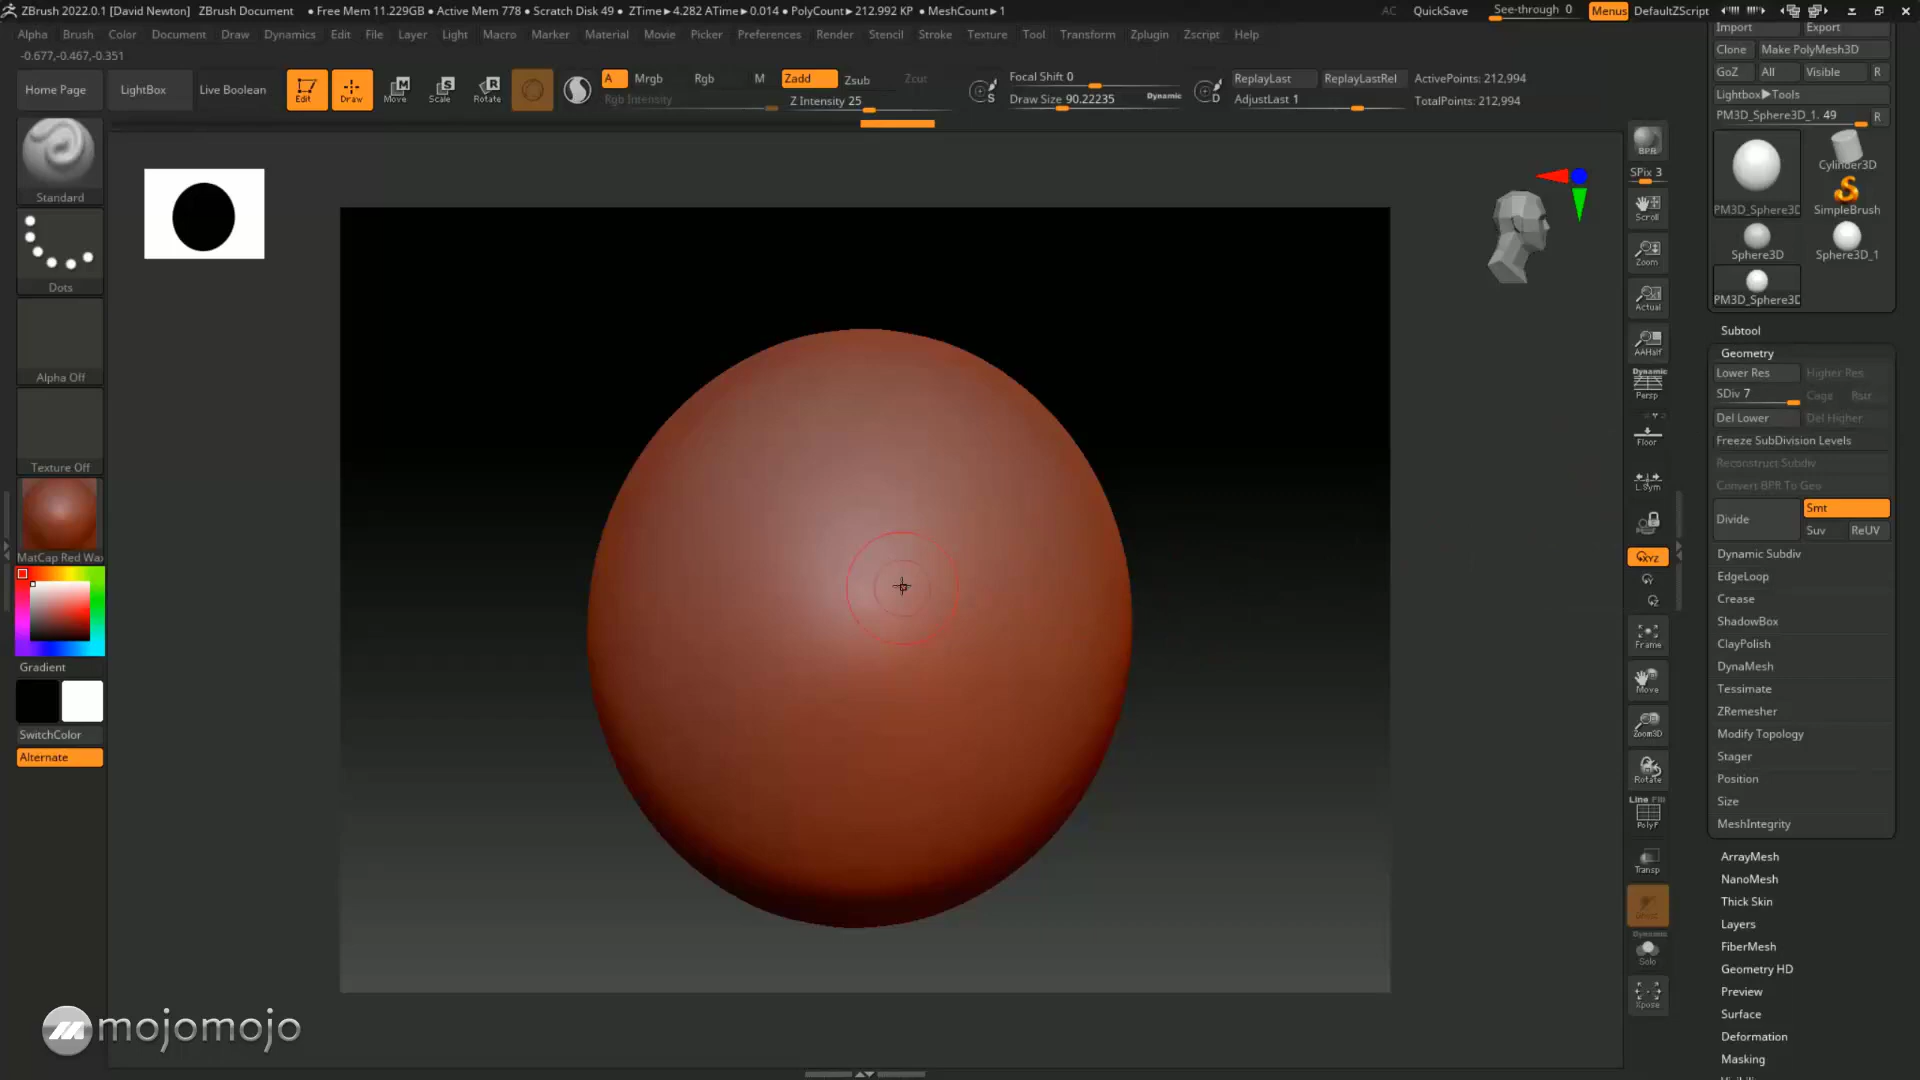 ZBrush 2022.0.1 [David Newton] ZBrush Document ● Free Mem 11.229GB ● Active Mem 778 ● Scratch Disk 49 ● ZTime►4.282 ATime►0.014 ● PolyCount►212.992 KP ● MeshCount►1 AC QuickSave See-through 0 Menus DefaultZScript
Alpha Brush Color Document Draw Dynamics Edit File Layer Light Macro Marker Material Movie Picker Preferences Render Stencil Stroke Texture Tool Transform Zplugin Zscript Help
-0.677,-0.467,-0.351
Home Page LightBox Live Boolean Edit Draw Move Scale Rotate
A Mrgb Rgb M Zadd Zsub Zcut
Rgb Intensity Z Intensity 25
Focal Shift 0
Draw Size 90.22235 Dynamic
S D
ReplayLast ReplayLastRel ActivePoints: 212,994
AdjustLast 1 TotalPoints: 212,994
Standard
Dots
Alpha Off
Texture Off
MatCap Red Wax
Gradient
SwitchColor
Alternate
BPR
SPix 3
Scroll
Zoom
Actual
AAHalf
Dynamic
Persp
Floor
L.Sym
XYZ
Frame
Move
Zoom3D
Rotate
Line Fill
PolyF
Transp
Dynamic
Solo
Xpose
Import Export
Clone Make PolyMesh3D
GoZ All Visible R
Lightbox►Tools
PM3D_Sphere3D_1. 49 R
Cylinder3D
PM3D_Sphere3D SimpleBrush
Sphere3D Sphere3D_1
PM3D_Sphere3D
Subtool
Geometry
Lower Res Higher Res
SDiv 7 Cage Rstr
Del Lower Del Higher
Freeze SubDivision Levels
Reconstruct Subdiv
Convert BPR To Geo
Divide Smt
Suv ReUV
Dynamic Subdiv
EdgeLoop
Crease
ShadowBox
ClayPolish
DynaMesh
Tessimate
ZRemesher
Modify Topology
Stager
Position
Size
MeshIntegrity
ArrayMesh
NanoMesh
Thick Skin
Layers
FiberMesh
Geometry HD
Preview
Surface
Deformation
Masking
mojomojo